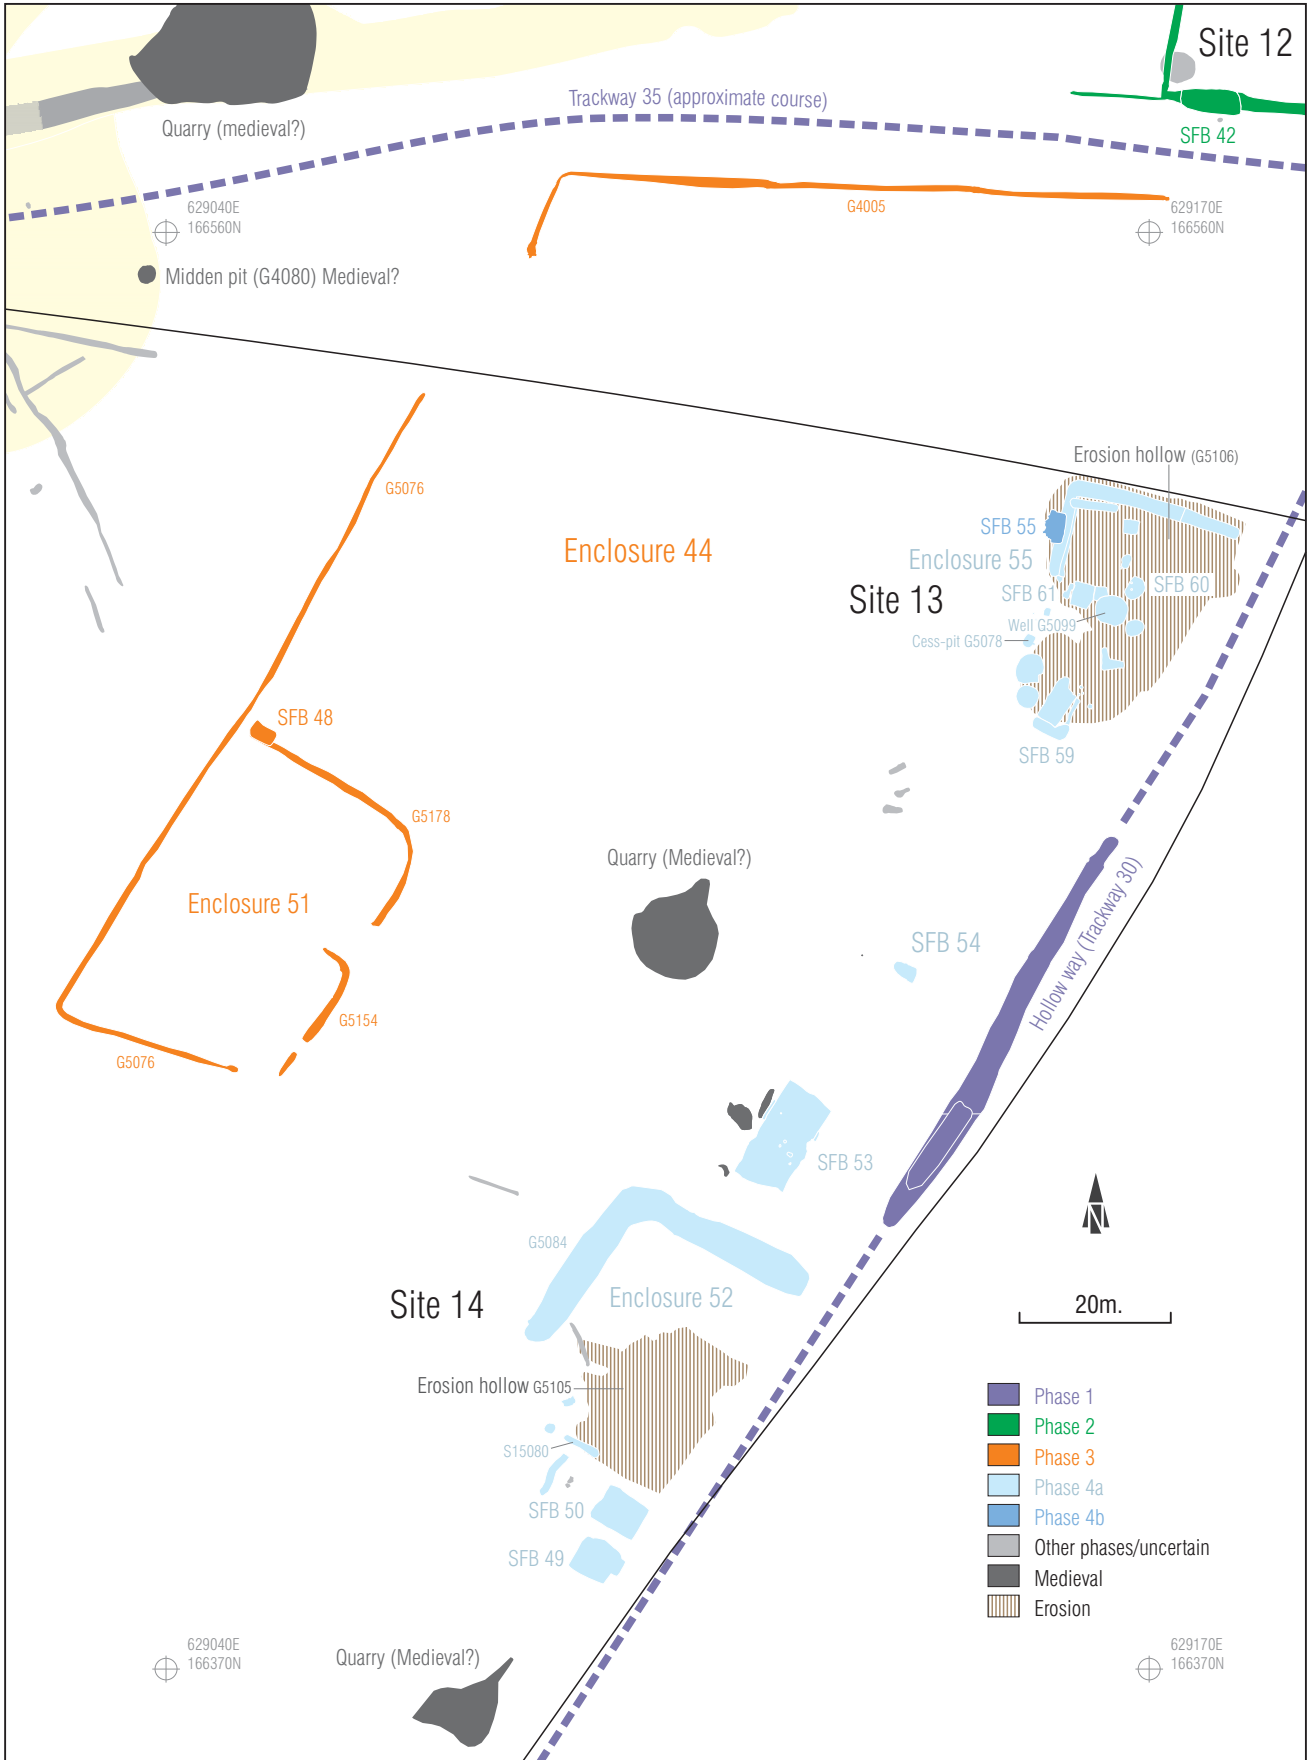 Site 12
Trackway 35 (approximate course)
Quarry (medieval?)
SFB 42
629040E
166560N
G4005
629170E
166560N
Midden pit (G4080) Medieval?
Erosion hollow (G5106)
G5076
SFB 55
Enclosure 44
Enclosure 55
Site 13
SFB 61
SFB 60
Well G5099
Cess-pit G5078
SFB 48
SFB 59
G5178
Quarry (Medieval?)
Enclosure 51
SFB 54
Hollow way (Trackway 30)
G5154
G5076
SFB 53
N
G5084
Site 14
Enclosure 52
20m.
Erosion hollow G5105
S15080
SFB 50
SFB 49
Phase 1
Phase 2
Phase 3
Phase 4a
Phase 4b
Other phases/uncertain
Medieval
Erosion
629040E
166370N
Quarry (Medieval?)
629170E
166370N